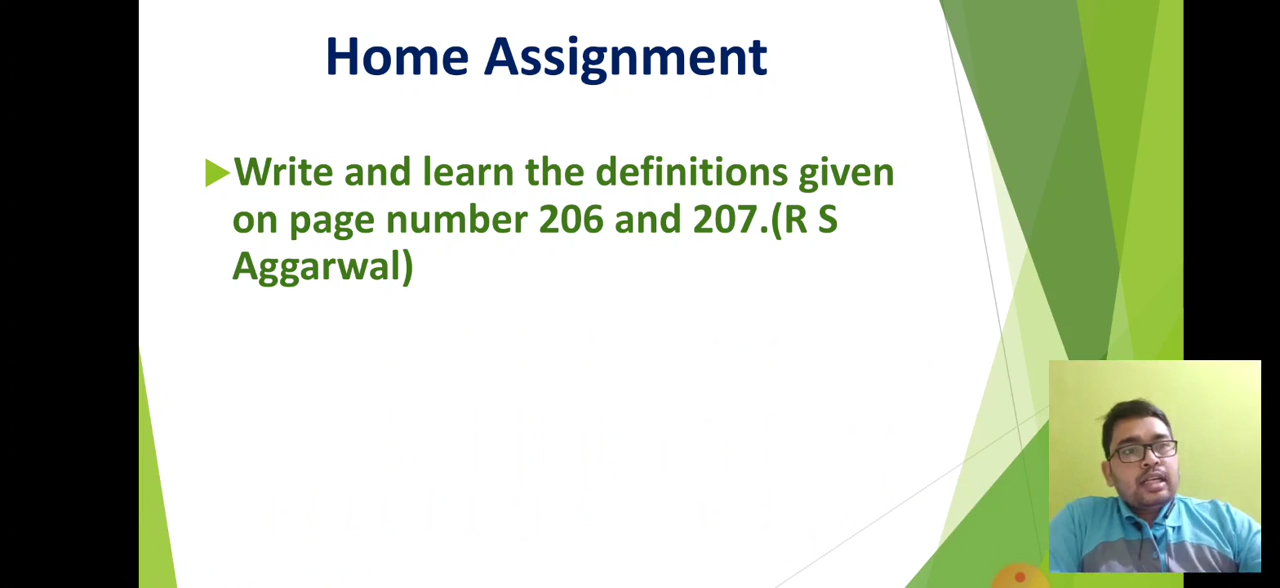 Home Assignment
Write and learn the definitions given
on page number 206 and 207.(R S
Aggarwal)